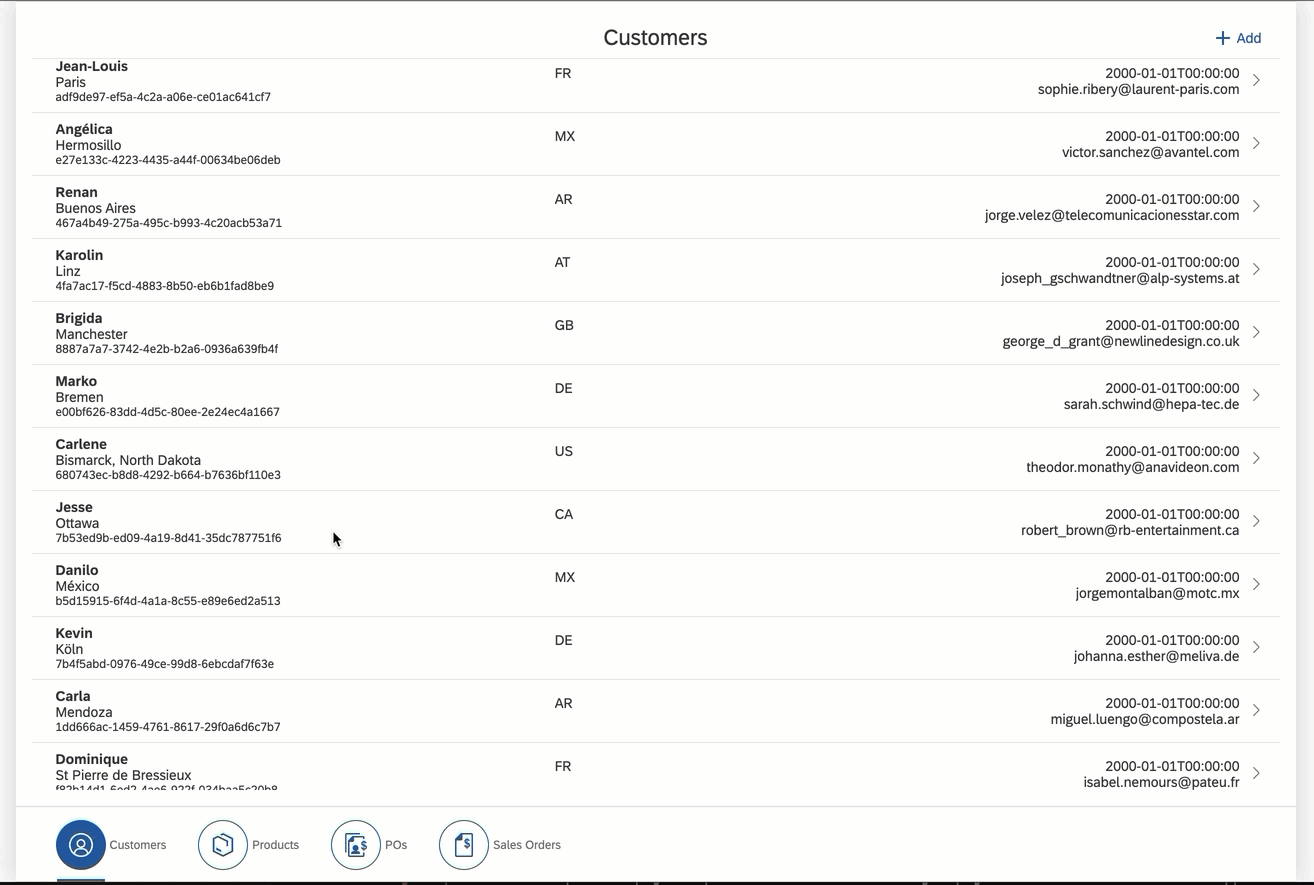 Customers
+ Add
Jean-Louis
Paris
adf9de97-ef5a-4c2a-a06e-ce01ac641cf7
FR
2000-01-01T00:00:00
sophie.ribery@laurent-paris.com
Angélica
Hermosillo
e27e133c-4223-4435-a44f-00634be06deb
MX
2000-01-01T00:00:00
victor.sanchez@avantel.com
Renan
Buenos Aires
467a4b49-275a-495c-b993-4c20acb53a71
AR
2000-01-01T00:00:00
jorge.velez@telecomunicacionesstar.com
Karolin
Linz
4fa7ac17-f5cd-4883-8b50-eb6b1fad8be9
AT
2000-01-01T00:00:00
joseph_gschwandtner@alp-systems.at
Brigida
Manchester
8887a7a7-3742-4e2b-b2a6-0936a639fb4f
GB
2000-01-01T00:00:00
george_d_grant@newlinedesign.co.uk
Marko
Bremen
e00bf626-83dd-4d5c-80ee-2e24ec4a1667
DE
2000-01-01T00:00:00
sarah.schwind@hepa-tec.de
Carlene
Bismarck, North Dakota
680743ec-b8d8-4292-b664-b7636bf110e3
US
2000-01-01T00:00:00
theodor.monathy@anavideon.com
Jesse
Ottawa
7b53ed9b-ed09-4a19-8d41-35dc787751f6
CA
2000-01-01T00:00:00
robert_brown@rb-entertainment.ca
Danilo
México
b5d15915-6f4d-4a1a-8c55-e89e6ed2a513
MX
2000-01-01T00:00:00
jorgemontalban@motc.mx
Kevin
Köln
7b4f5abd-0976-49ce-99d8-6ebcdaf7f63e
DE
2000-01-01T00:00:00
johanna.esther@meliva.de
Carla
Mendoza
1dd666ac-1459-4761-8617-29f0a6d6c7b7
AR
2000-01-01T00:00:00
miguel.luengo@compostela.ar
Dominique
St Pierre de Bressieux
FR
2000-01-01T00:00:00
isabel.nemours@pateu.fr
Customers
Products
POs
Sales Orders